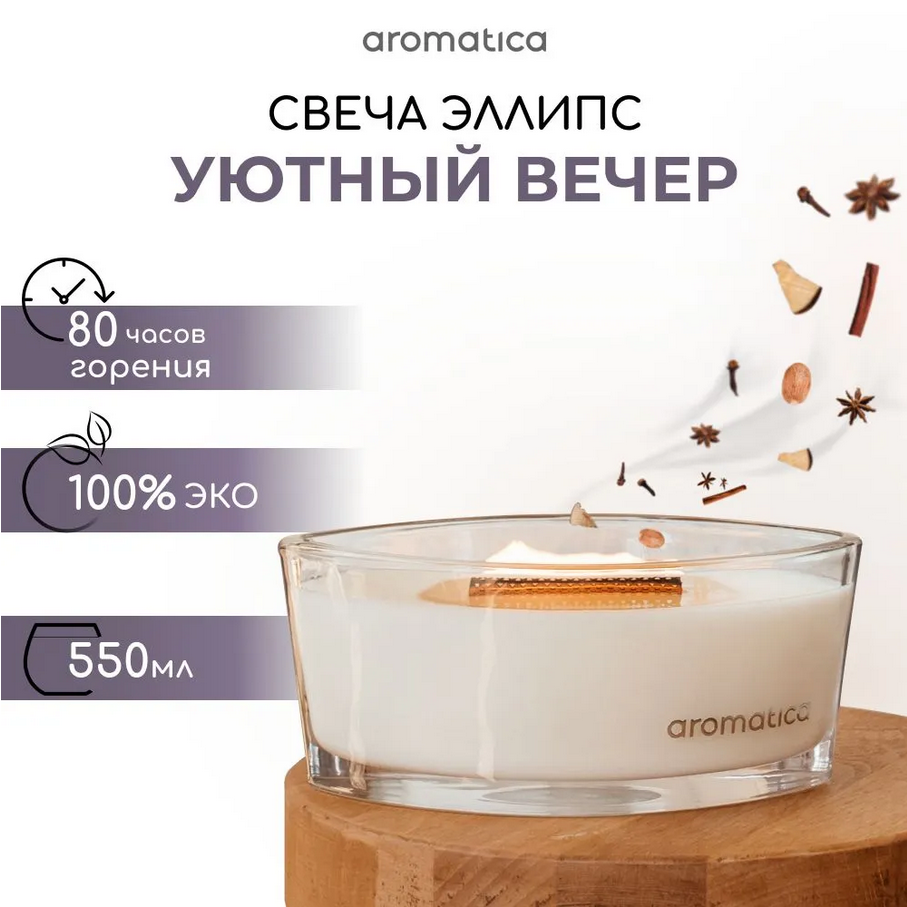 aromatica
СВЕЧА ЭЛЛИПС
УЮТНЫЙ ВЕЧЕР
80 часов
горения
100% ЭКО
550мл
aromatica